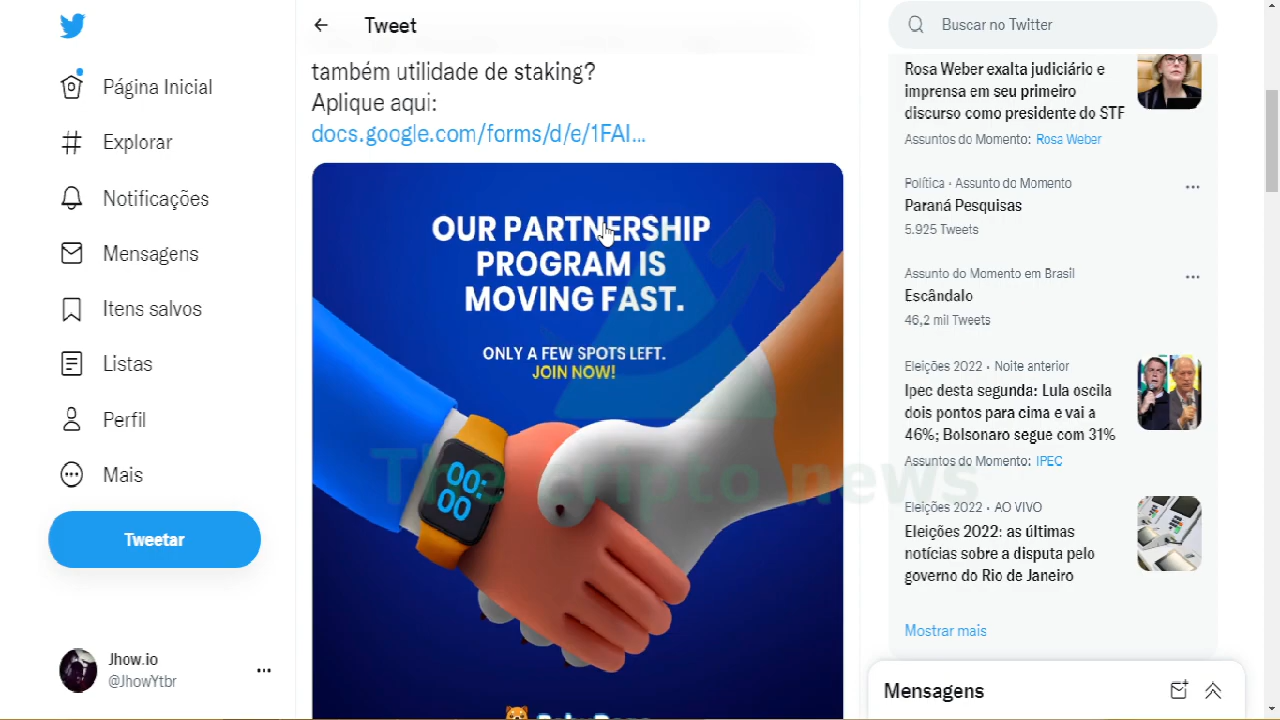 Página Inicial
Explorar
Notificações
Mensagens
Itens salvos
Listas
Perfil
Mais
Tweetar
Jhow.io
@JhowYtbr
Tweet
também utilidade de staking?
Aplique aqui:
docs.google.com/forms/d/e/1FAI...
OUR PARTNERSHIP
PROGRAM IS
MOVING FAST.
ONLY A FEW SPOTS LEFT.
JOIN NOW!
00:
00
The cripto news
Buscar no Twitter
Rosa Weber exalta judiciário e
imprensa em seu primeiro
discurso como presidente do STF
Assuntos do Momento: Rosa Weber
Política · Assunto do Momento
Paraná Pesquisas
5.925 Tweets
Assunto do Momento em Brasil
Escândalo
46,2 mil Tweets
Eleições 2022 · Noite anterior
Ipec desta segunda: Lula oscila
dois pontos para cima e vai a
46%; Bolsonaro segue com 31%
Assuntos do Momento: IPEC
Eleições 2022 · AO VIVO
Eleições 2022: as últimas
notícias sobre a disputa pelo
governo do Rio de Janeiro
Mostrar mais
Mensagens